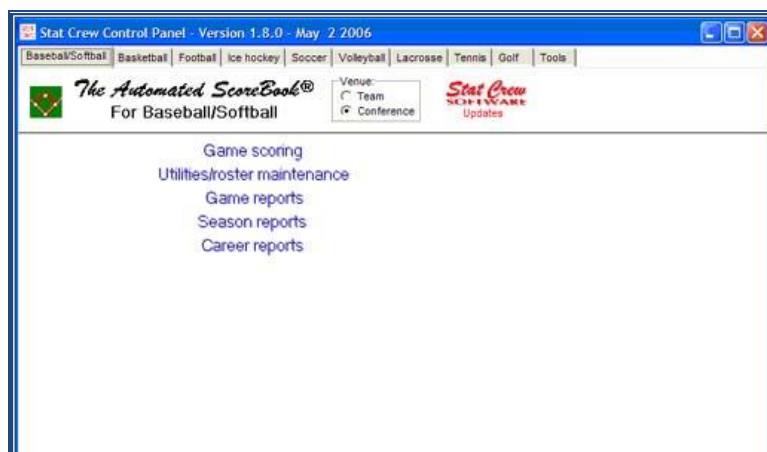 Stat Crew Control Panel - Version 1.8.0 - May 2 2006
Baseball/Softball Basketball Football Ice hockey Soccer Volleyball Lacrosse Tennis Golf Tools
The Automated ScoreBook®
For Baseball/Softball
Venue:
Team
Conference
Stat Crew
SOFTWARE
Updates
Game scoring
Utilities/roster maintenance
Game reports
Season reports
Career reports